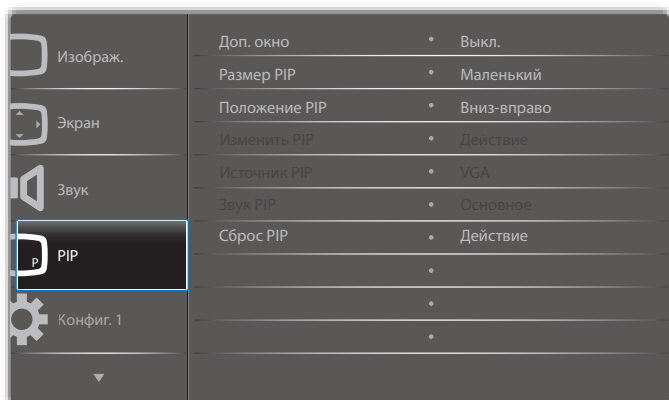 Изображ.
Экран
Звук
P
PIP
Конфиг. 1
Доп. окно • Выкл.
Размер PIP • Маленький
Положение PIP • Вниз-вправо
Изменить PIP • Действие
Источник PIP • VGA
Звук PIP • Основное
Сброс PIP • Действие